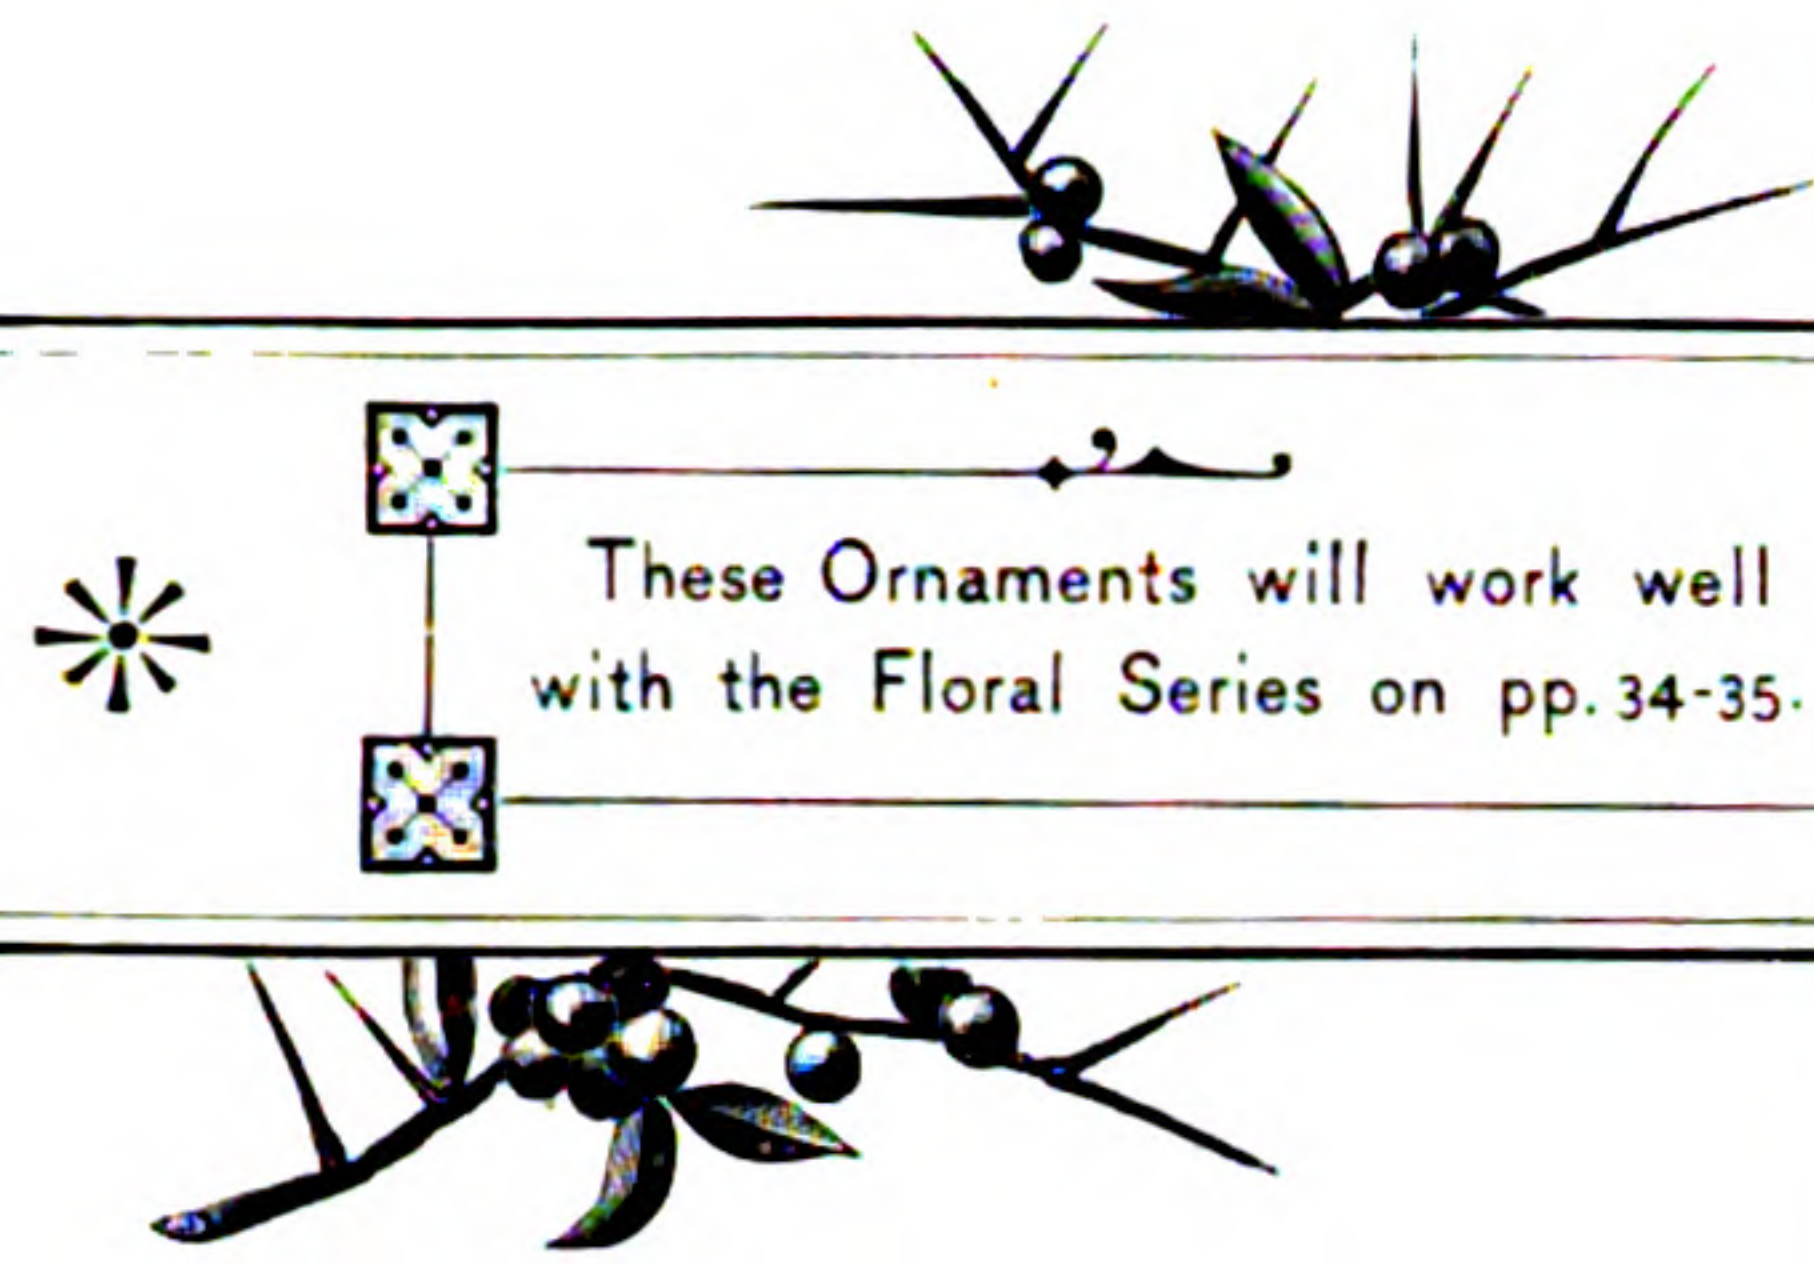 These Ornaments will work well
with the Floral Series on pp. 34-35.